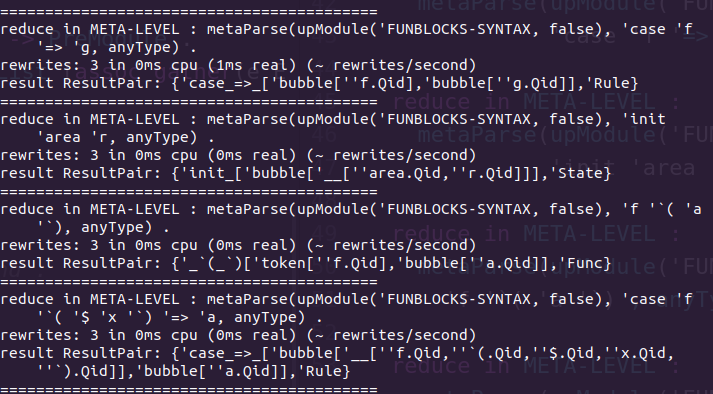 ==========================================
reduce in META-LEVEL : metaParse(upModule('FUNBLOCKS-SYNTAX, false), 'case 'f
    '=> 'g, anyType) .
rewrites: 3 in 0ms cpu (1ms real) (~ rewrites/second)
result ResultPair: {'case_=>_['bubble[''f.Qid],'bubble[''g.Qid]],'Rule}
==========================================
reduce in META-LEVEL : metaParse(upModule('FUNBLOCKS-SYNTAX, false), 'init
    'area 'r, anyType) .
rewrites: 3 in 0ms cpu (0ms real) (~ rewrites/second)
result ResultPair: {'init_['bubble['__[''area.Qid,''r.Qid]]],'State}
==========================================
reduce in META-LEVEL : metaParse(upModule('FUNBLOCKS-SYNTAX, false), 'f '`( 'a
    '`), anyType) .
rewrites: 3 in 0ms cpu (0ms real) (~ rewrites/second)
result ResultPair: {'_`(_`)['token[''f.Qid],'bubble[''a.Qid]],'Func}
==========================================
reduce in META-LEVEL : metaParse(upModule('FUNBLOCKS-SYNTAX, false), 'case 'f
    '`( '$ 'x '`) '=> 'a, anyType) .
rewrites: 3 in 0ms cpu (0ms real) (~ rewrites/second)
result ResultPair: {'case_=>_['bubble['__[''f.Qid,''`(.Qid,''$.Qid,''x.Qid,
    ''`).Qid]],'bubble[''a.Qid]],'Rule}
==========================================